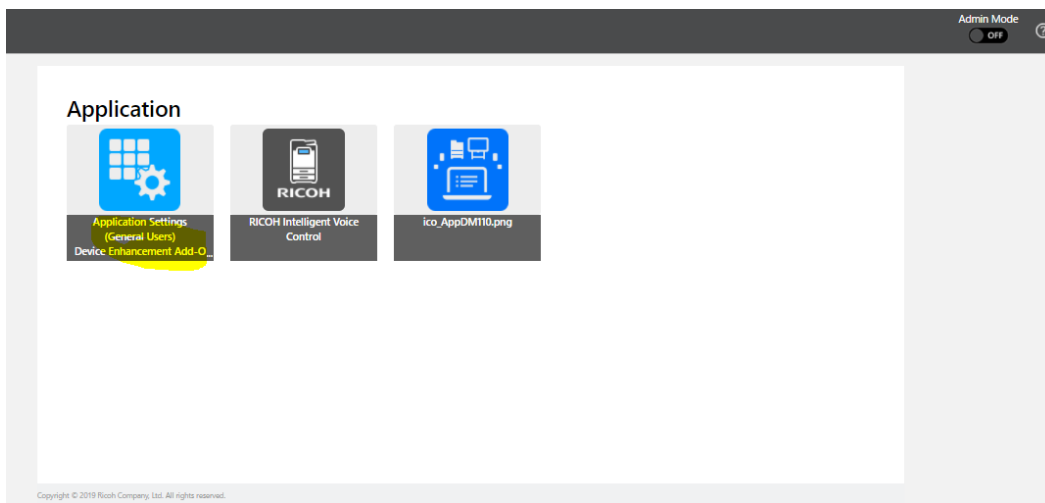 Admin Mode
OFF
?
Application
RICOH
Application Settings
(General Users)
Device Enhancement Add-O...
RICOH Intelligent Voice
Control
ico_AppDM110.png
Copyright © 2019 Ricoh Company, Ltd. All rights reserved.